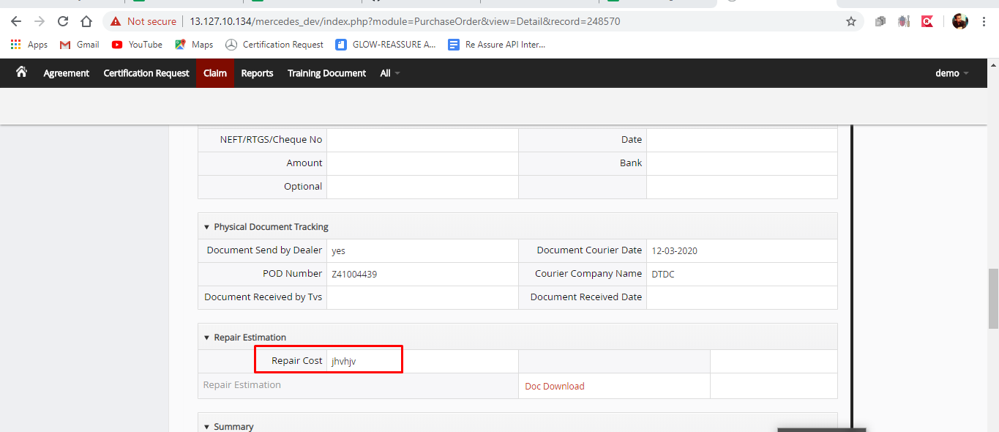 Not secure 13.127.10.134/mercedes_dev/index.php?module=PurchaseOrder&view=Detail&record=248570
Apps Gmail YouTube Maps Certification Request GLOW-REASSURE A... Re Assure API Inter...
Agreement Certification Request Claim Reports Training Document All demo
NEFT/RTGS/Cheque No Date
Amount Bank
Optional
Physical Document Tracking
Document Send by Dealer yes Document Courier Date 12-03-2020
POD Number Z41004439 Courier Company Name DTDC
Document Received by Tvs Document Received Date
Repair Estimation
Repair Cost jhvhjv
Repair Estimation Doc Download
Summary